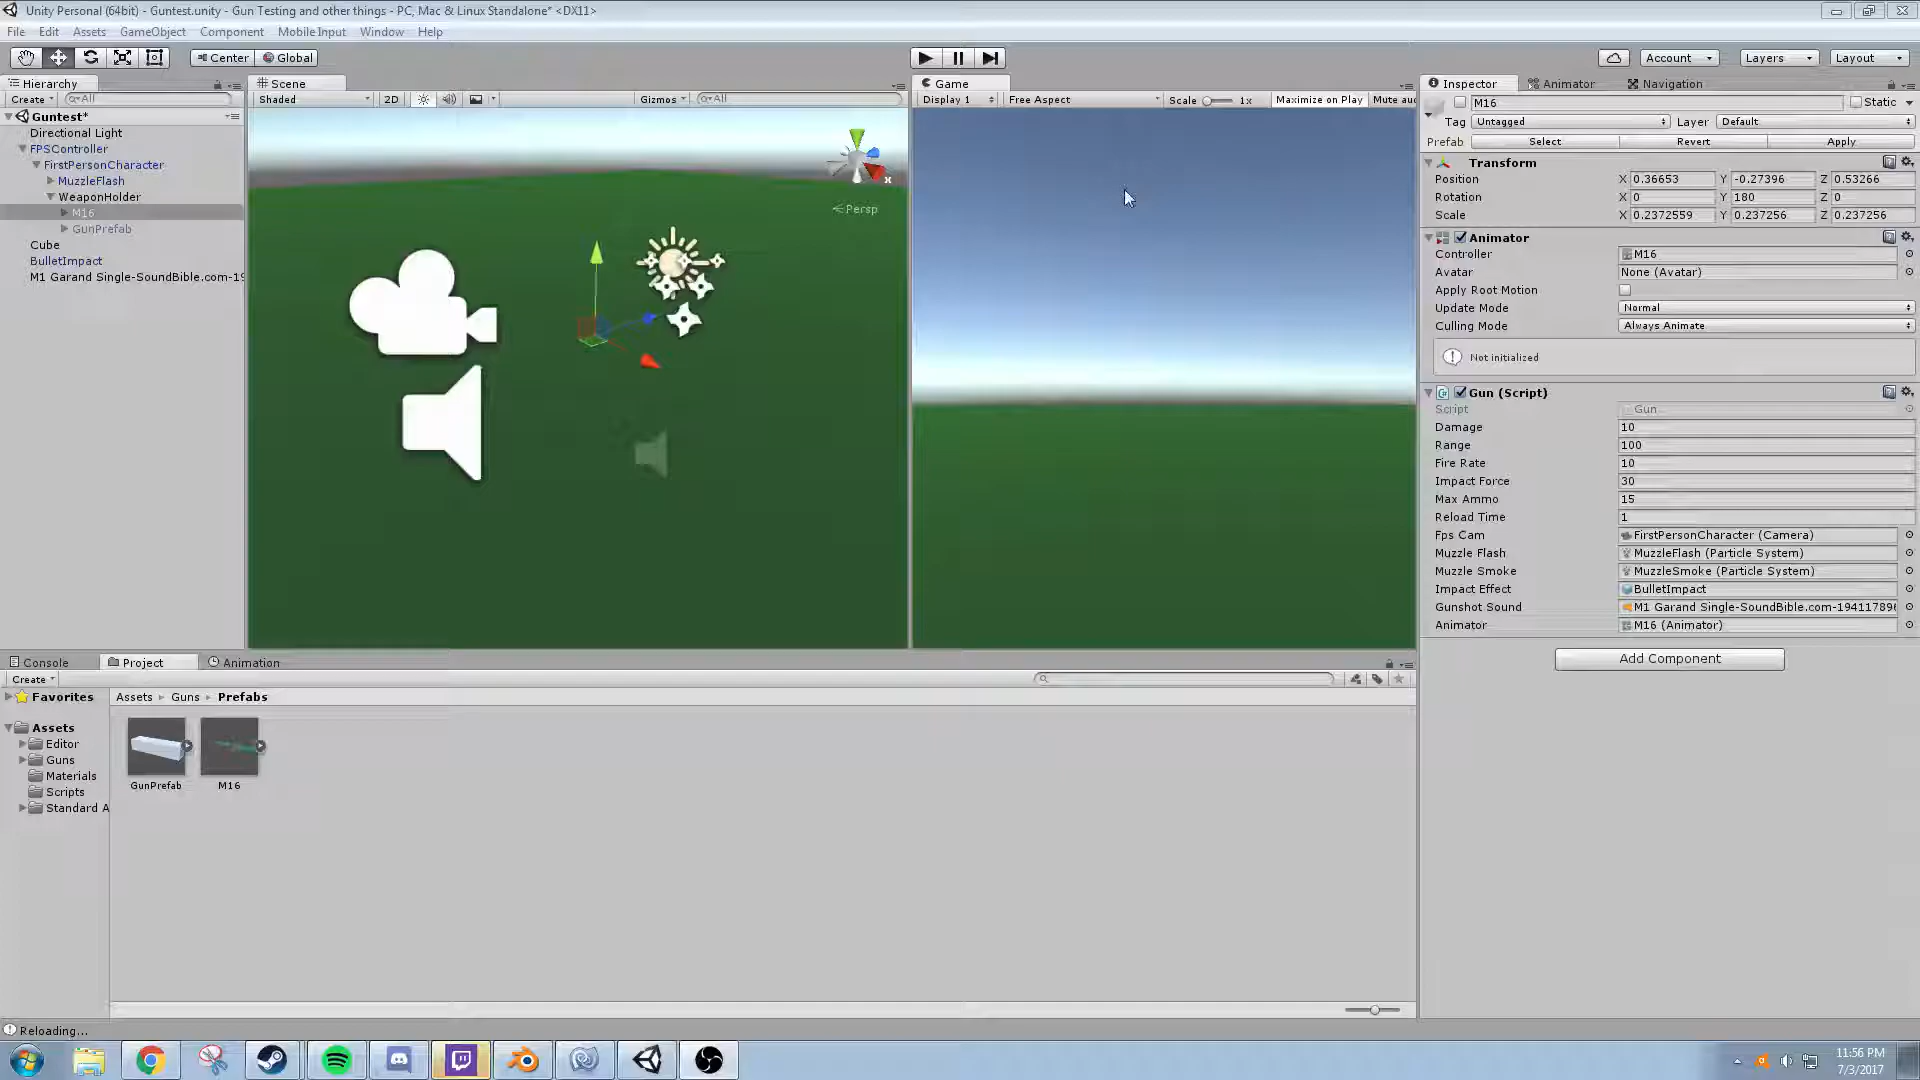 Unity Personal (64bit) - Guntest.unity - Gun Testing and other things - PC, Mac & Linux Standalone* <DX11>
File Edit Assets GameObject Component Mobile Input Window Help
Center Global
Account Layers Layout
Hierarchy
Create All
Guntest*
Directional Light
FPSController
FirstPersonCharacter
MuzzleFlash
WeaponHolder
M16
GunPrefab
Cube
BulletImpact
M1 Garand Single-SoundBible.com-19
Scene
Shaded 2D Gizmos All
x
Persp
Game
Display 1 Free Aspect Scale 1x Maximize on Play Mute au
Inspector Animator Navigation
M16 Static
Tag Untagged Layer Default
Prefab Select Revert Apply
Transform
Position X 0.36653 Y -0.27396 Z 0.53266
Rotation X 0 Y 180 Z 0
Scale X 0.2372559 Y 0.237256 Z 0.237256
Animator
Controller M16
Avatar None (Avatar)
Apply Root Motion
Update Mode Normal
Culling Mode Always Animate
Not initialized
Gun (Script)
Script Gun
Damage 10
Range 100
Fire Rate 10
Impact Force 30
Max Ammo 15
Reload Time 1
Fps Cam FirstPersonCharacter (Camera)
Muzzle Flash MuzzleFlash (Particle System)
Muzzle Smoke MuzzleSmoke (Particle System)
Impact Effect BulletImpact
Gunshot Sound M1 Garand Single-SoundBible.com-194117896
Animator M16 (Animator)
Add Component
Console Project Animation
Create
Favorites
Assets
Editor
Guns
Materials
Scripts
Standard A
Assets Guns Prefabs
GunPrefab M16
Reloading...
11:56 PM
7/3/2017